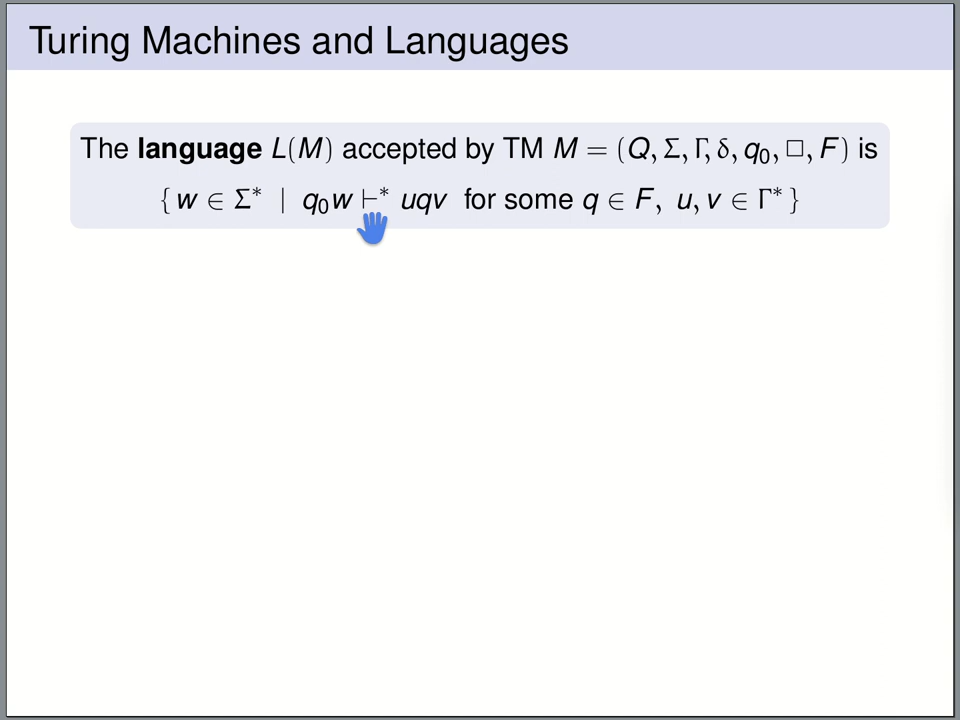 Turing Machines and Languages
The language L(M) accepted by TM M = (Q, Σ, Γ, δ, q₀, □, F) is
{ w ∈ Σ* | q₀w ⊢* uqv for some q ∈ F, u, v ∈ Γ* }